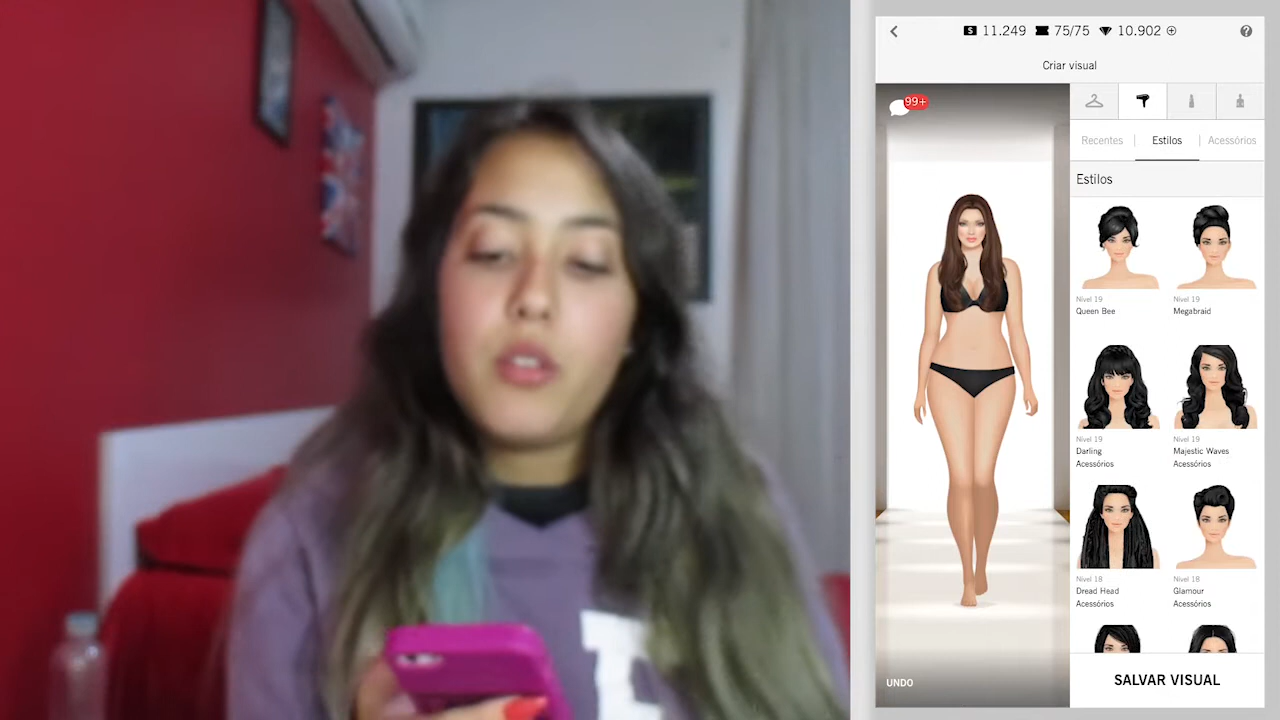 S 11.249 75/75 10.902
?
Criar visual
99+
Recentes Estilos Acessórios
Estilos
Nível 19 Nível 19
Queen Bee Megabraid
Nível 19 Nível 19
Darling Majestic Waves
Acessórios Acessórios
Nível 18 Nível 18
Dread Head Glamour
Acessórios Acessórios
UNDO
SALVAR VISUAL